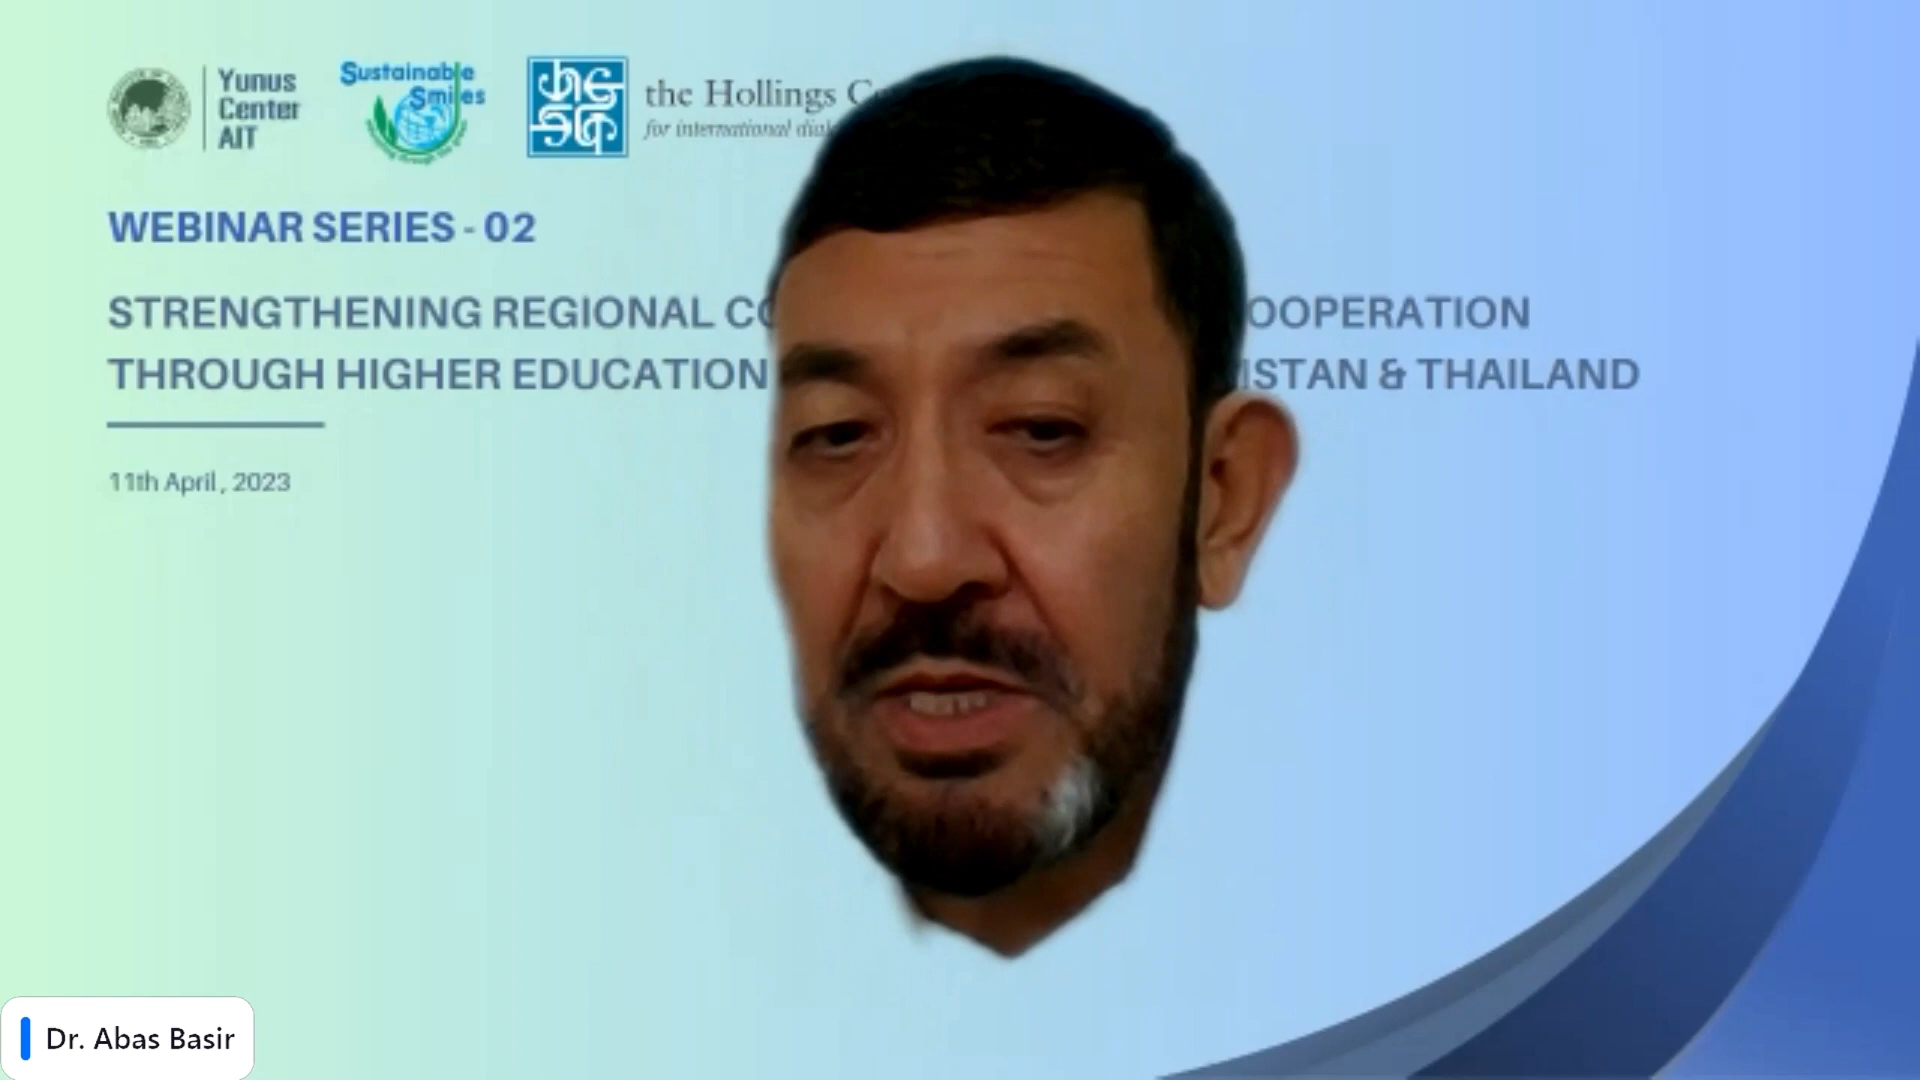 Yunus
Center
AIT
Sustainable
Smiles
the Hollings
for international
WEBINAR SERIES - 02
STRENGTHENING REGIONAL CO OOPERATION
THROUGH HIGHER EDUCATION ISTAN & THAILAND
11th April, 2023
Dr. Abas Basir